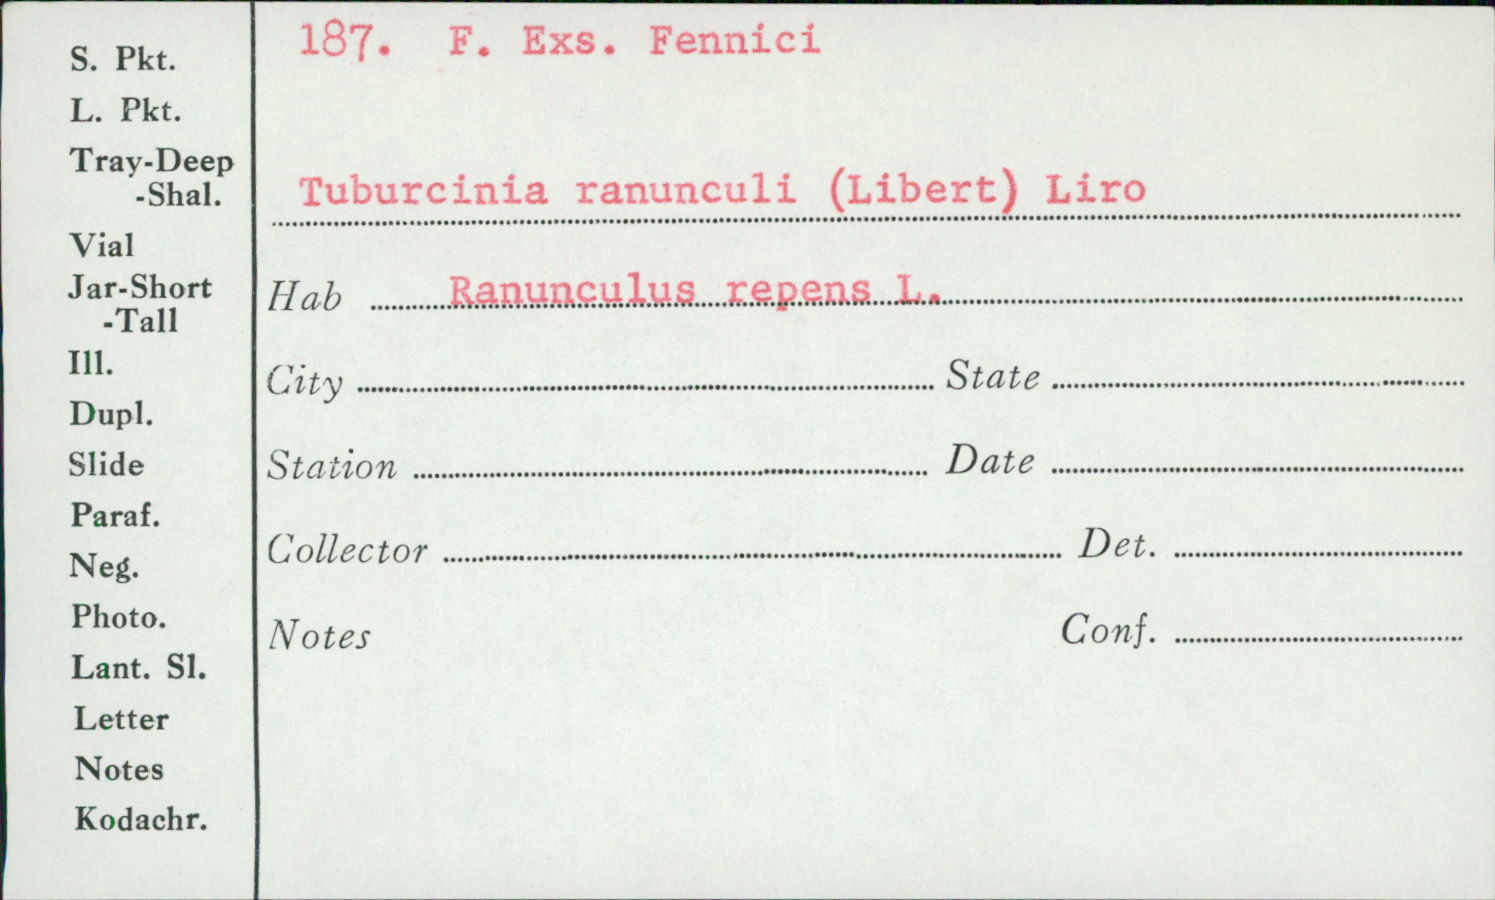 187. F. Exs. Fennici
Tuburcinia ranunculi (Libert) Liro
Hab Ranunculus repens L.
City State
Station Date
Collector Det.
Notes Conf.
S. Pkt.
L. Pkt.
Tray-Deep
-Shal.
Vial
Jar-Short
-Tall
Ill.
Dupl.
Slide
Paraf.
Neg.
Photo.
Lant. Sl.
Letter
Notes
Kodachr.